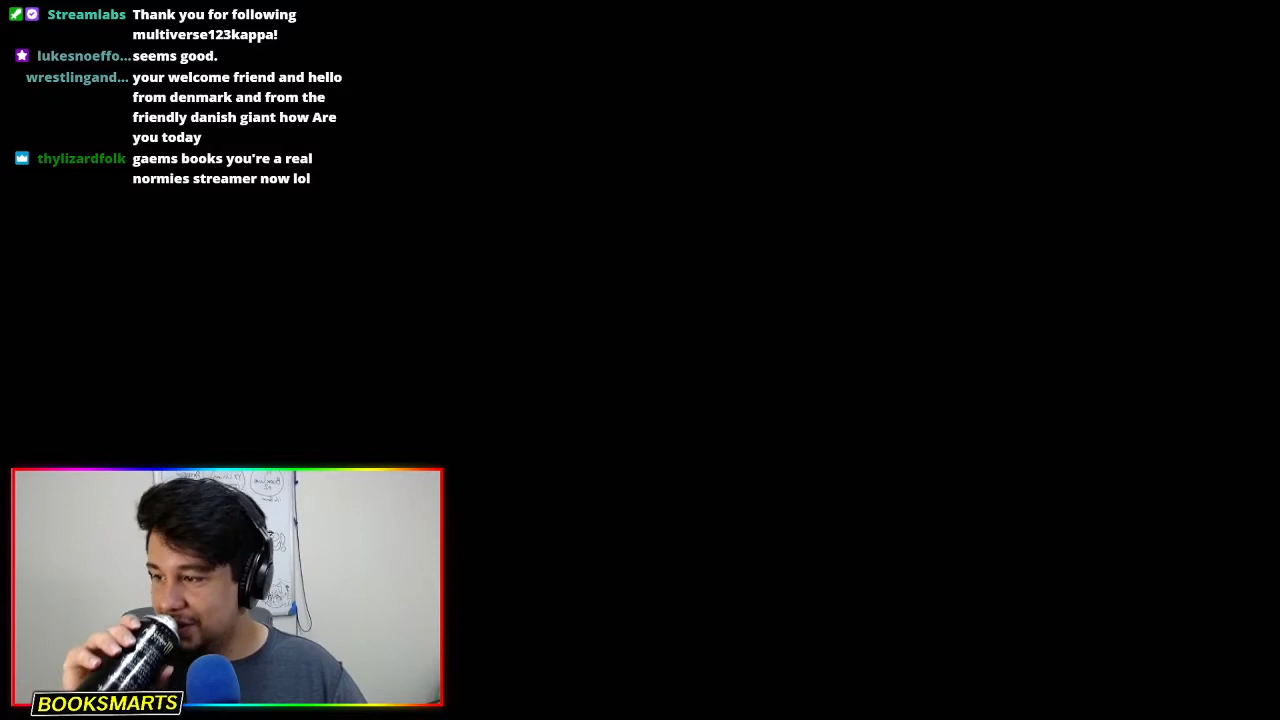 Streamlabs Thank you for following
multiverse123kappa!
lukesnoeffo... seems good.
wrestlingand... your welcome friend and hello
from denmark and from the
friendly danish giant how Are
you today
thylizardfolk gaems books you're a real
normies streamer now lol
BOOKSMARTS